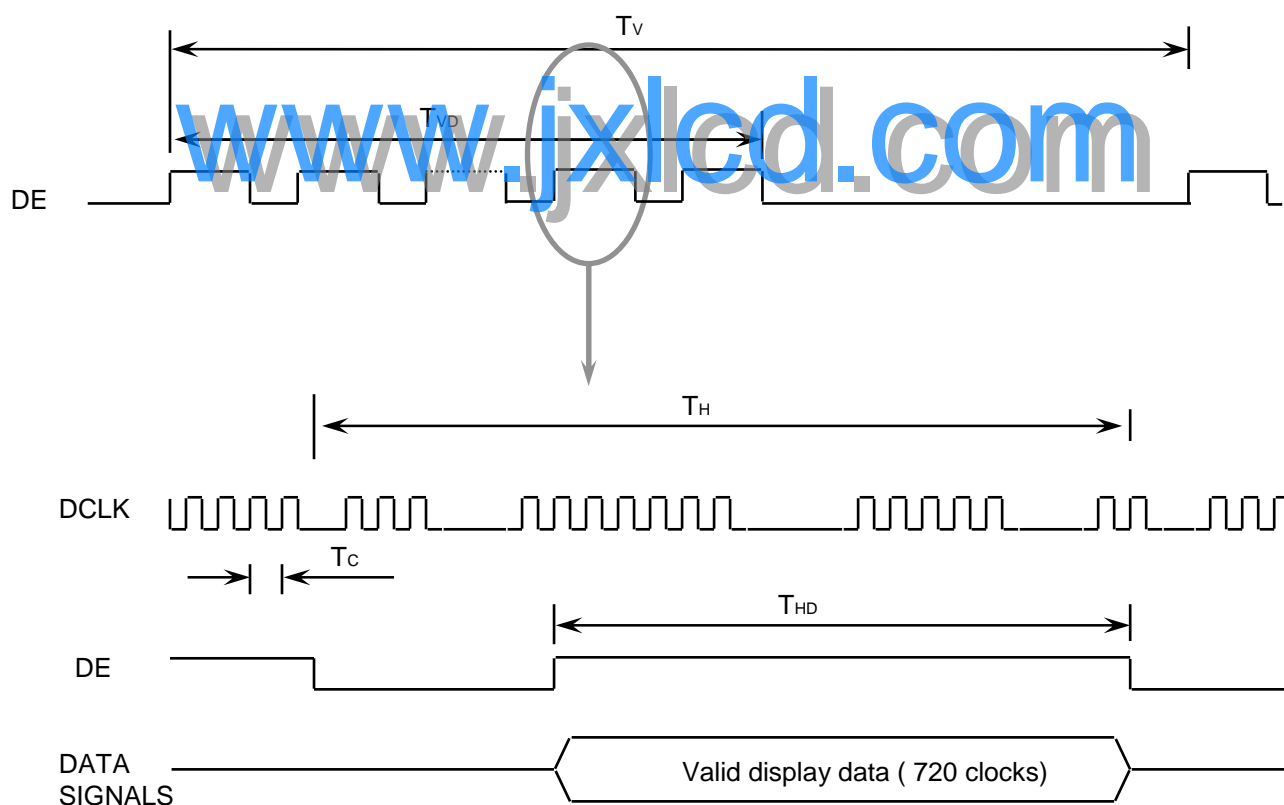 TV
www.jxlcd.com
TVD
DE
TH
DCLK
TC
THD
DE
DATA
SIGNALS
Valid display data ( 720 clocks)